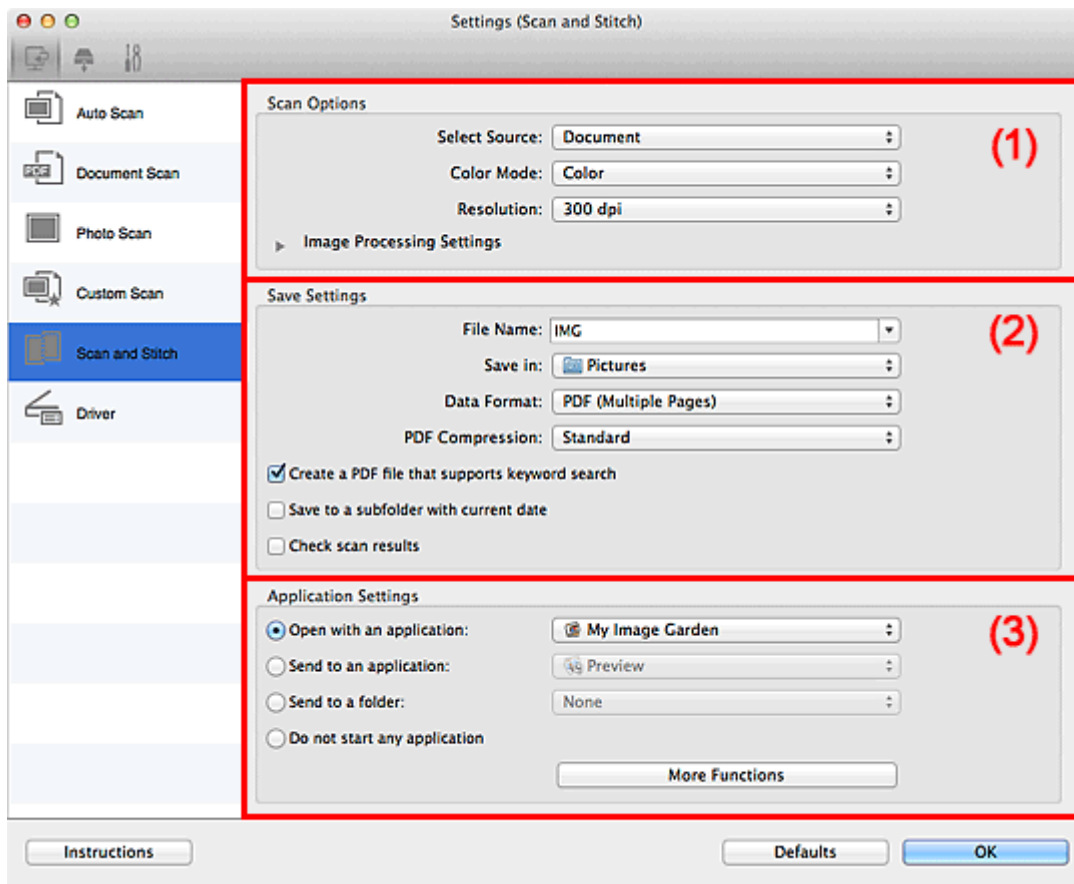 Settings (Scan and Stitch)
Auto Scan
PDF
Document Scan
Photo Scan
Custom Scan
Scan and Stitch
Driver
Scan Options
(1)
Select Source: Document
Color Mode: Color
Resolution: 300 dpi
Image Processing Settings
Save Settings
(2)
File Name: IMG
Save in: Pictures
Data Format: PDF (Multiple Pages)
PDF Compression: Standard
Create a PDF file that supports keyword search
Save to a subfolder with current date
Check scan results
Application Settings
(3)
Open with an application: My Image Garden
Send to an application: Preview
Send to a folder: None
Do not start any application
More Functions
Instructions
Defaults
OK